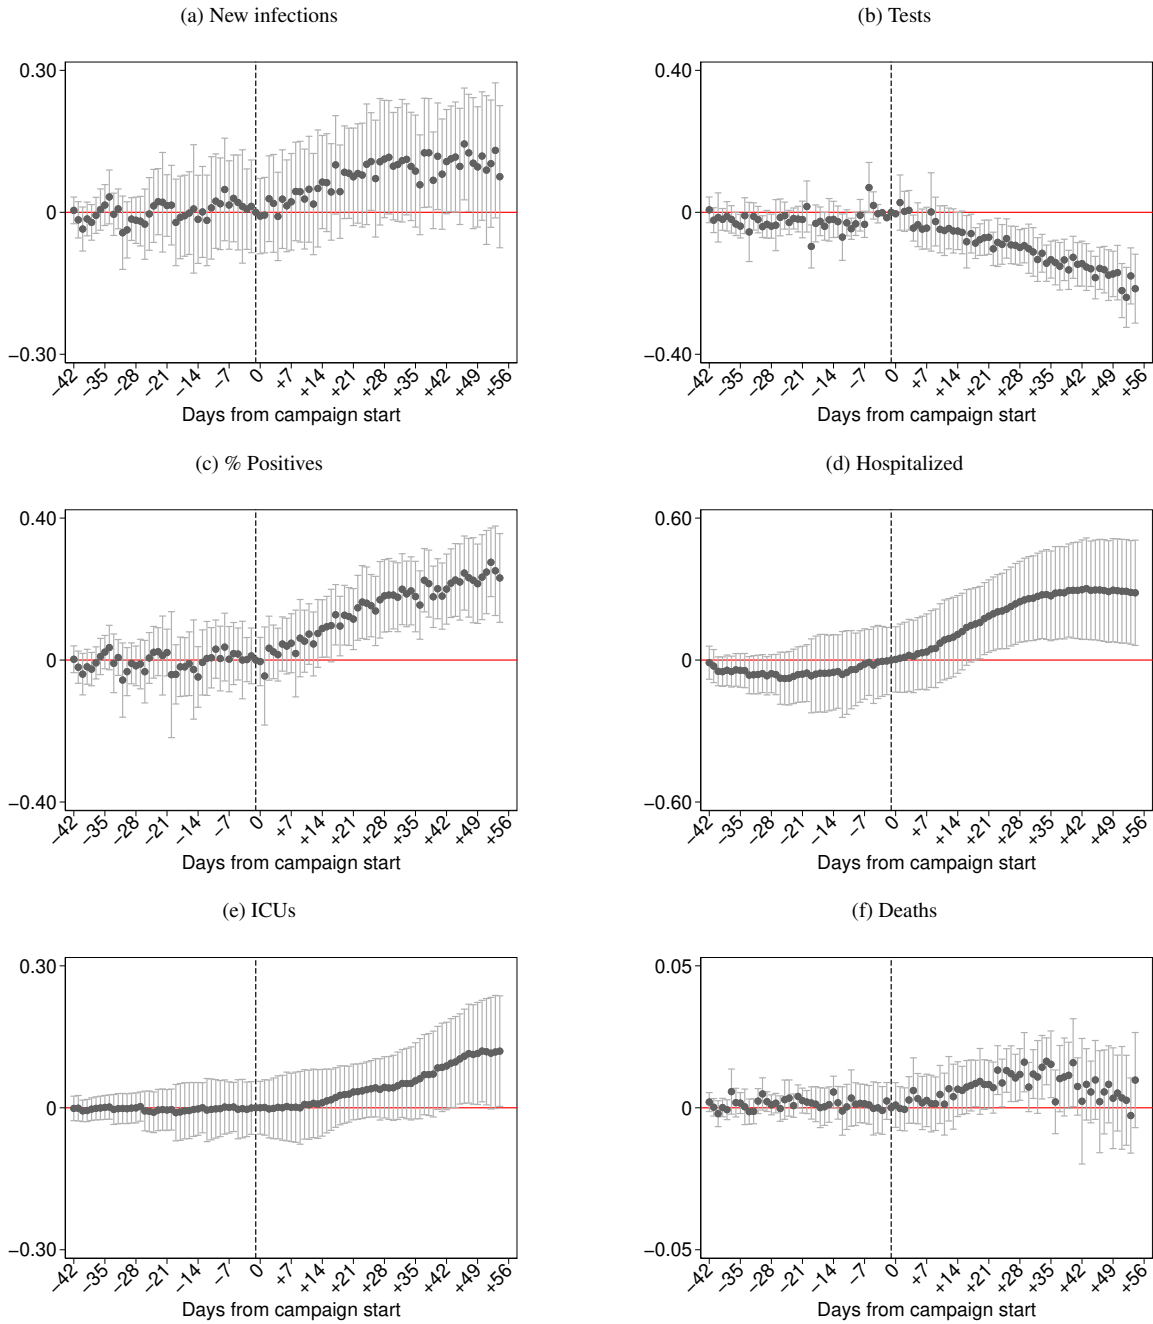 (a) New infections
(b) Tests
0.30
0
−0.30
−42 −35 −28 −21 −14 −7 0 +7 +14 +21 +28 +35 +42 +49 +56
Days from campaign start
0.40
0
−0.40
−42 −35 −28 −21 −14 −7 0 +7 +14 +21 +28 +35 +42 +49 +56
Days from campaign start
(c) % Positives
(d) Hospitalized
0.40
0
−0.40
−42 −35 −28 −21 −14 −7 0 +7 +14 +21 +28 +35 +42 +49 +56
Days from campaign start
0.60
0
−0.60
−42 −35 −28 −21 −14 −7 0 +7 +14 +21 +28 +35 +42 +49 +56
Days from campaign start
(e) ICUs
(f) Deaths
0.30
0
−0.30
−42 −35 −28 −21 −14 −7 0 +7 +14 +21 +28 +35 +42 +49 +56
Days from campaign start
0.05
0
−0.05
−42 −35 −28 −21 −14 −7 0 +7 +14 +21 +28 +35 +42 +49 +56
Days from campaign start